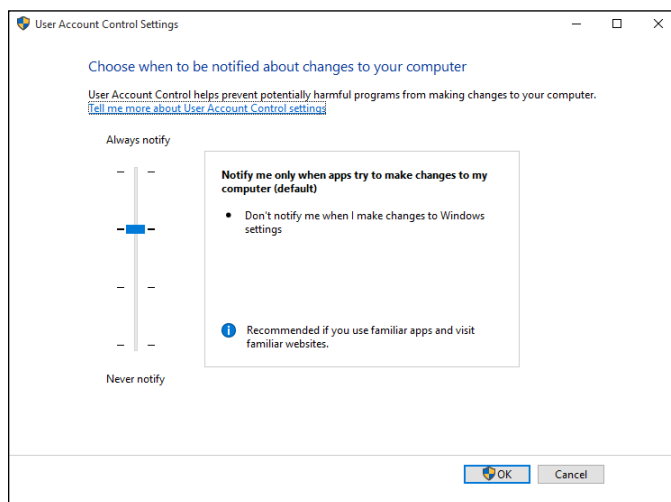 User Account Control Settings
Choose when to be notified about changes to your computer
User Account Control helps prevent potentially harmful programs from making changes to your computer.
Tell me more about User Account Control settings
Always notify
Notify me only when apps try to make changes to my
computer (default)
• Don't notify me when I make changes to Windows
settings
Recommended if you use familiar apps and visit
familiar websites.
Never notify
OK
Cancel